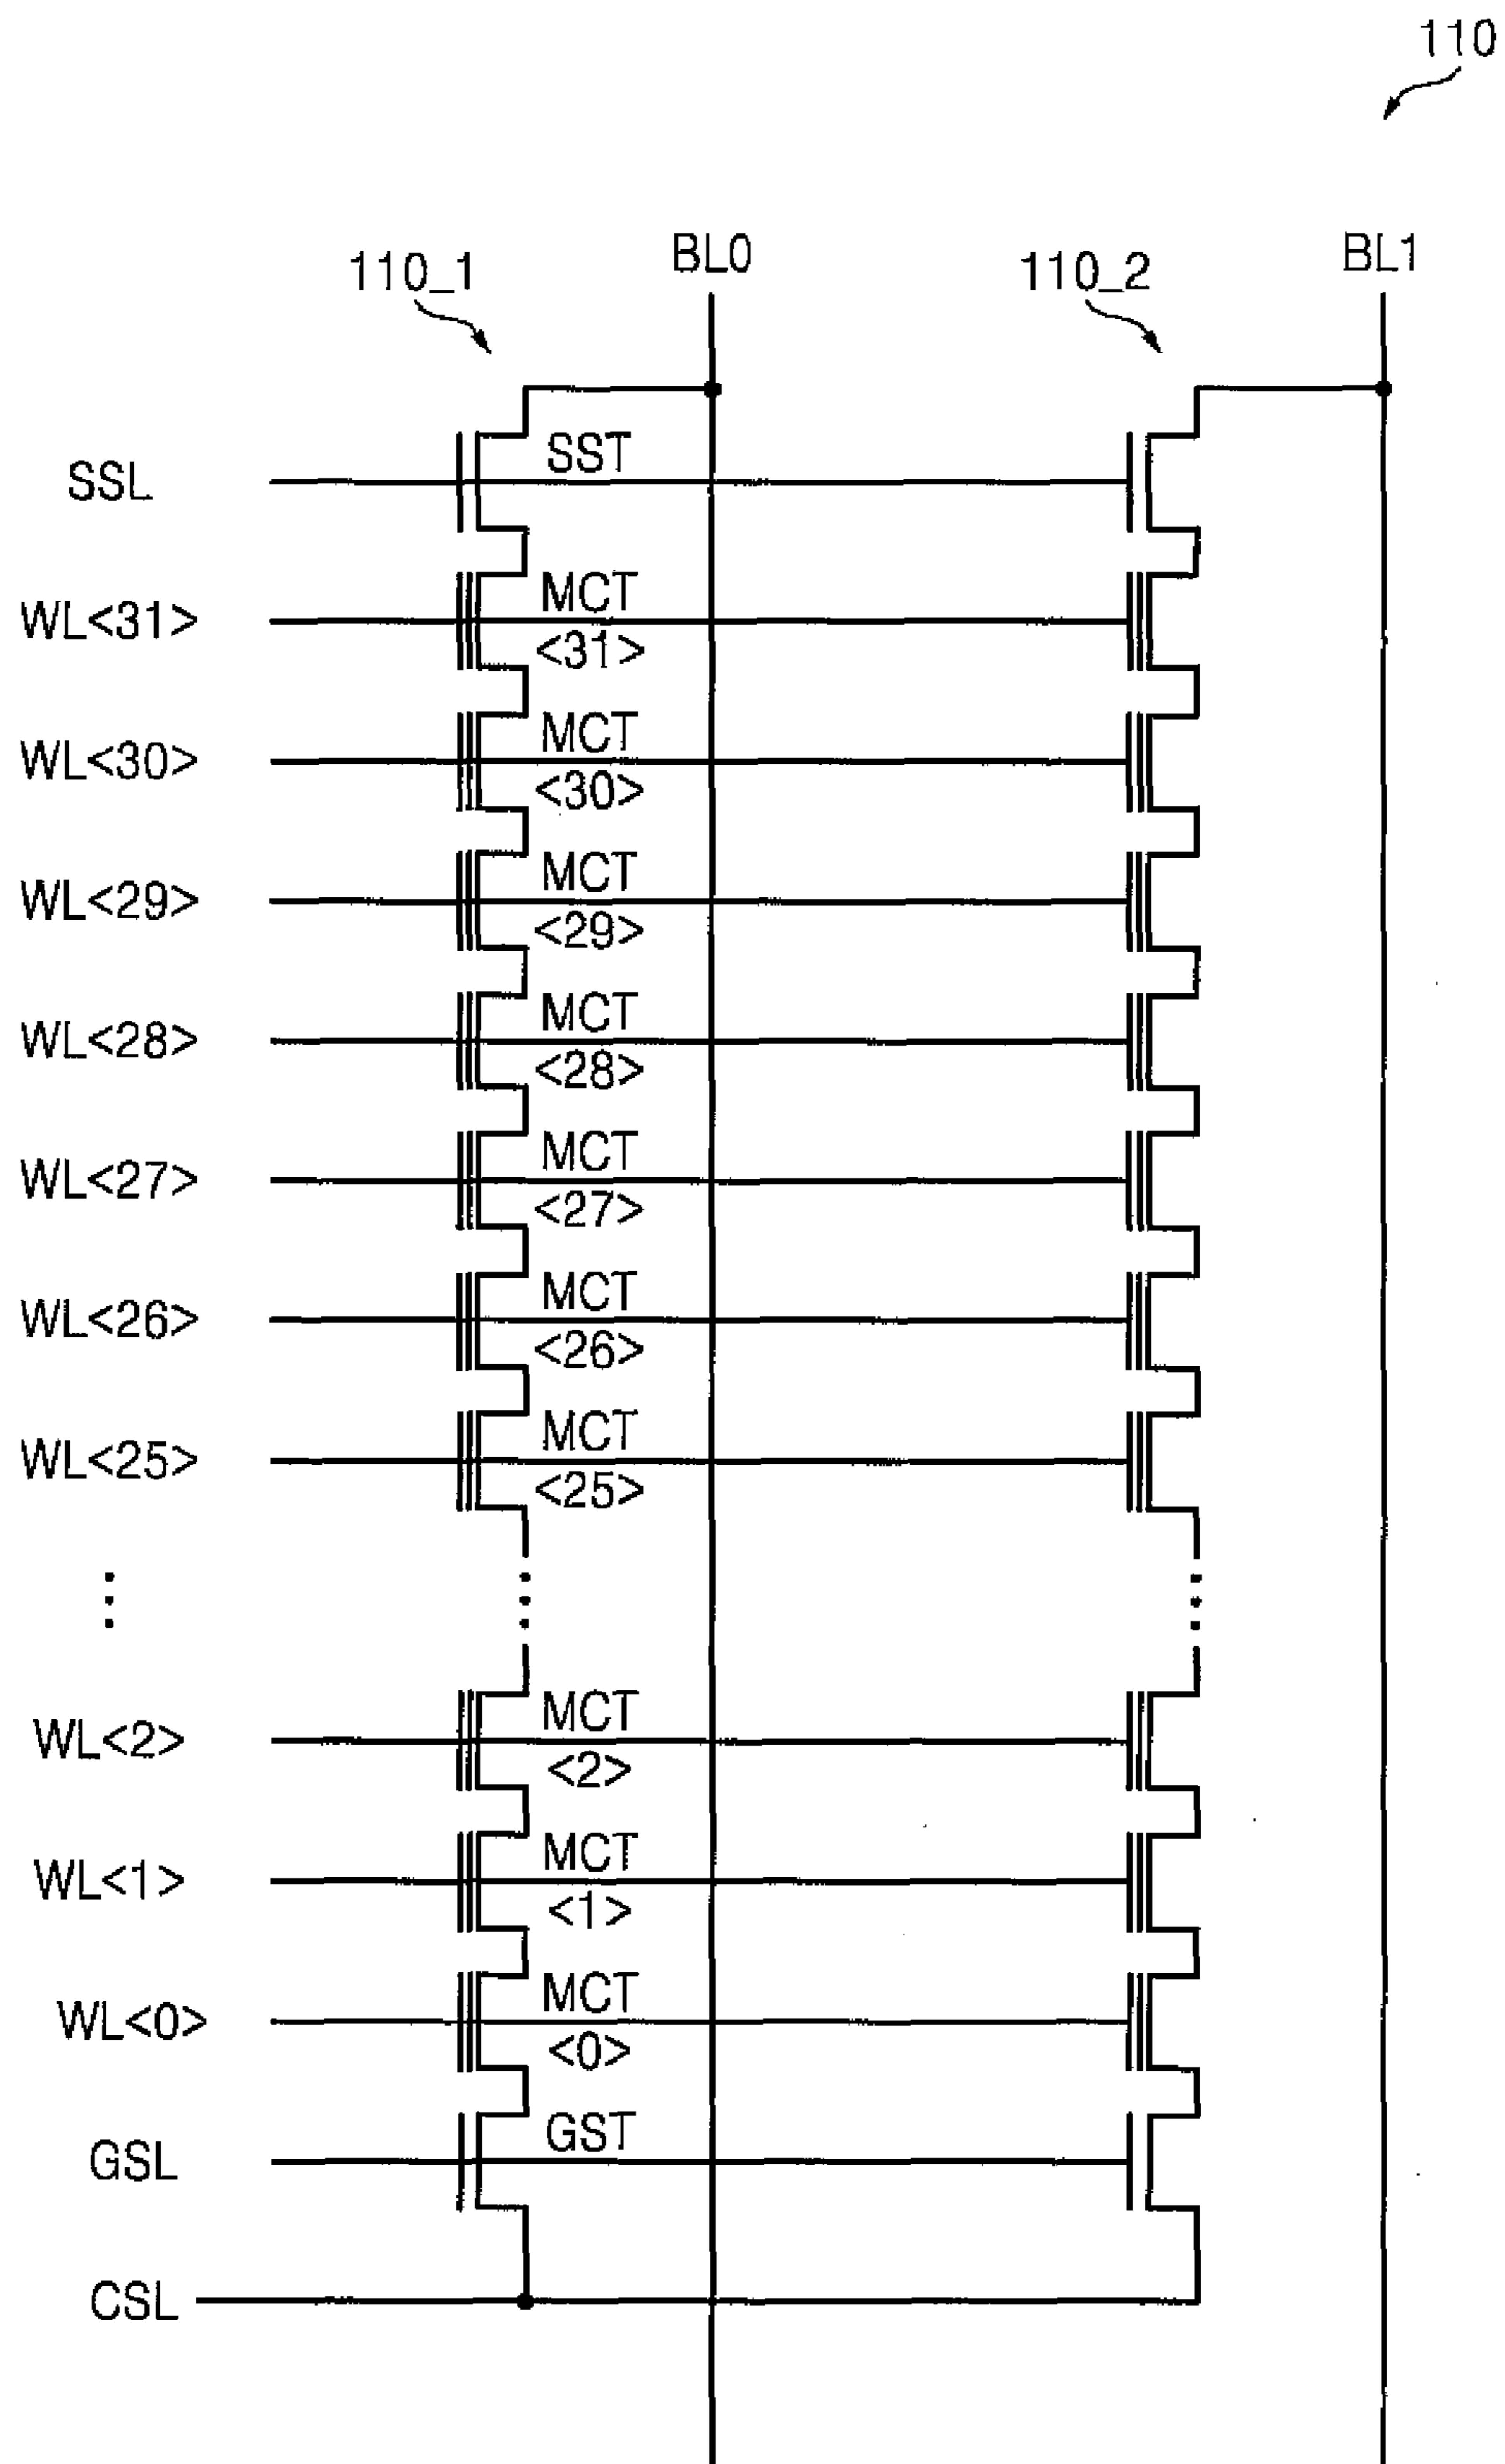 110
110_1
BL0
110_2
BL1
SSL
SST
WL<31>
MCT
<31>
WL<30>
MCT
<30>
WL<29>
MCT
<29>
WL<28>
MCT
<28>
WL<27>
MCT
<27>
WL<26>
MCT
<26>
WL<25>
MCT
<25>
WL<2>
MCT
<2>
WL<1>
MCT
<1>
WL<0>
MCT
<0>
GSL
GST
CSL